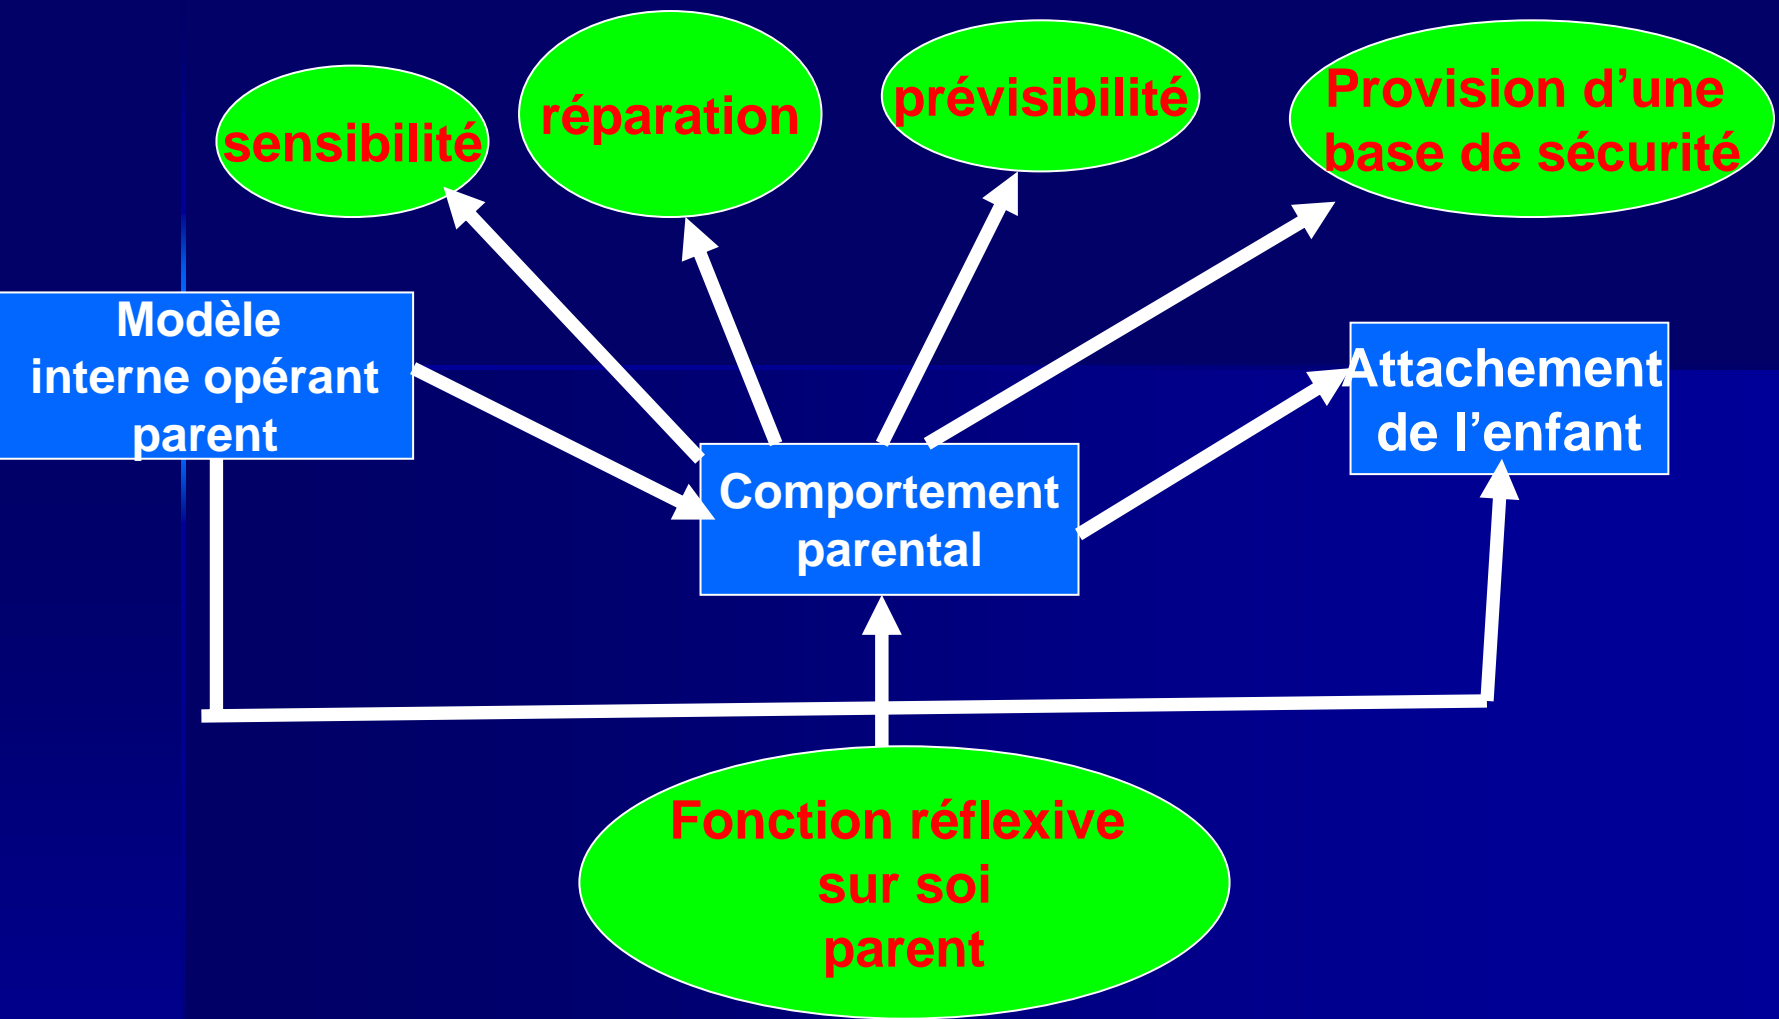 sensibilité
réparation
prévisibilité
Provision d’une
base de sécurité
Modèle
interne opérant
parent
Attachement
de l’enfant
Comportement
parental
Fonction réflexive
sur soi
parent